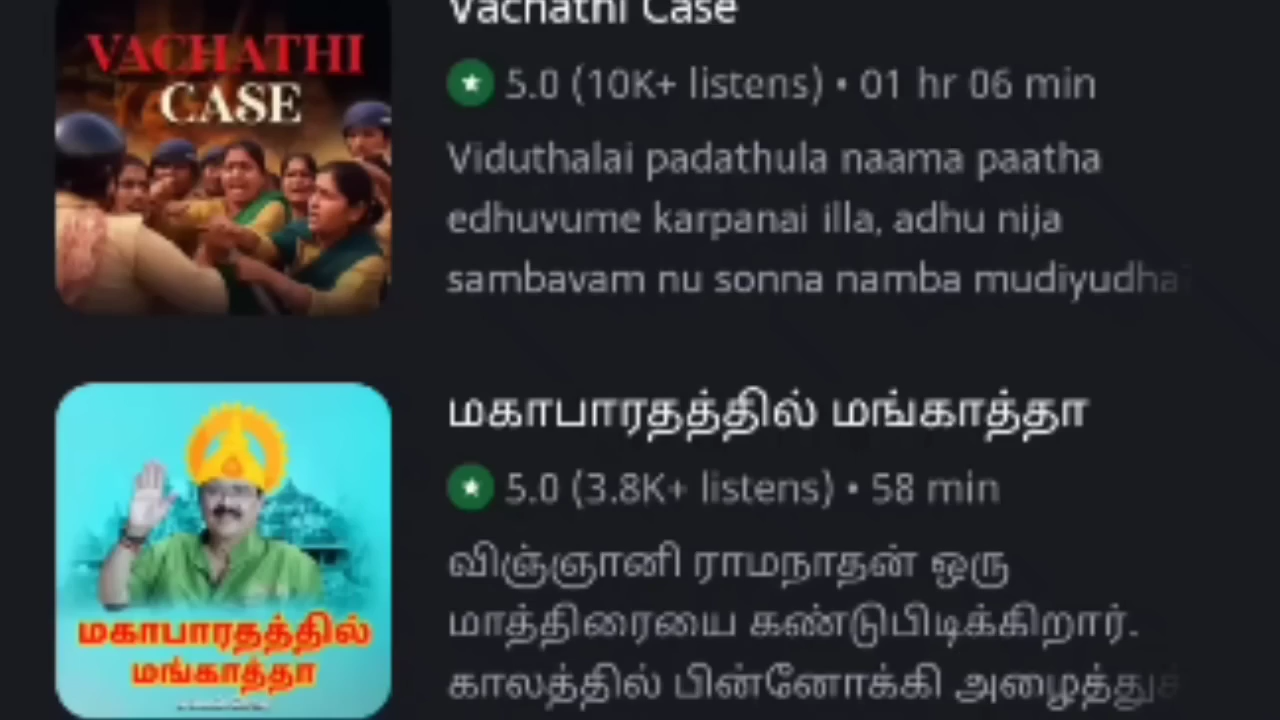 Vachathi Case
VACHATHI
CASE
5.0 (10K+ listens) • 01 hr 06 min
Viduthalai padathula naama paatha
edhuvume karpanai illa, adhu nija
sambavam nu sonna namba mudiyudha
மகாபாரதத்தில் மங்காத்தா
5.0 (3.8K+ listens) • 58 min
விஞ்ஞானி ராமநாதன் ஒரு
மாத்திரையை கண்டுபிடிக்கிறார்.
காலத்தில் பின்னோக்கி
மகாபாரதத்தில்
மங்காத்தா